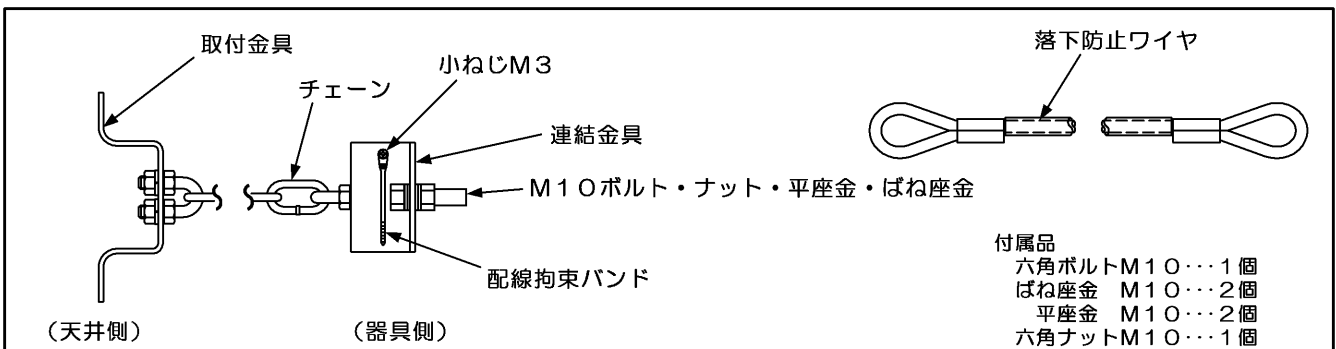 取付金具
小ねじM3
チェーン
連結金具
M10ボルト・ナット・平座金・ばね座金
配線拘束バンド
(天井側)
(器具側)
落下防止ワイヤ
付属品
六角ボルトM10･･･1個
ばね座金 M10･･･2個
平座金 M10･･･2個
六角ナットM10･･･1個